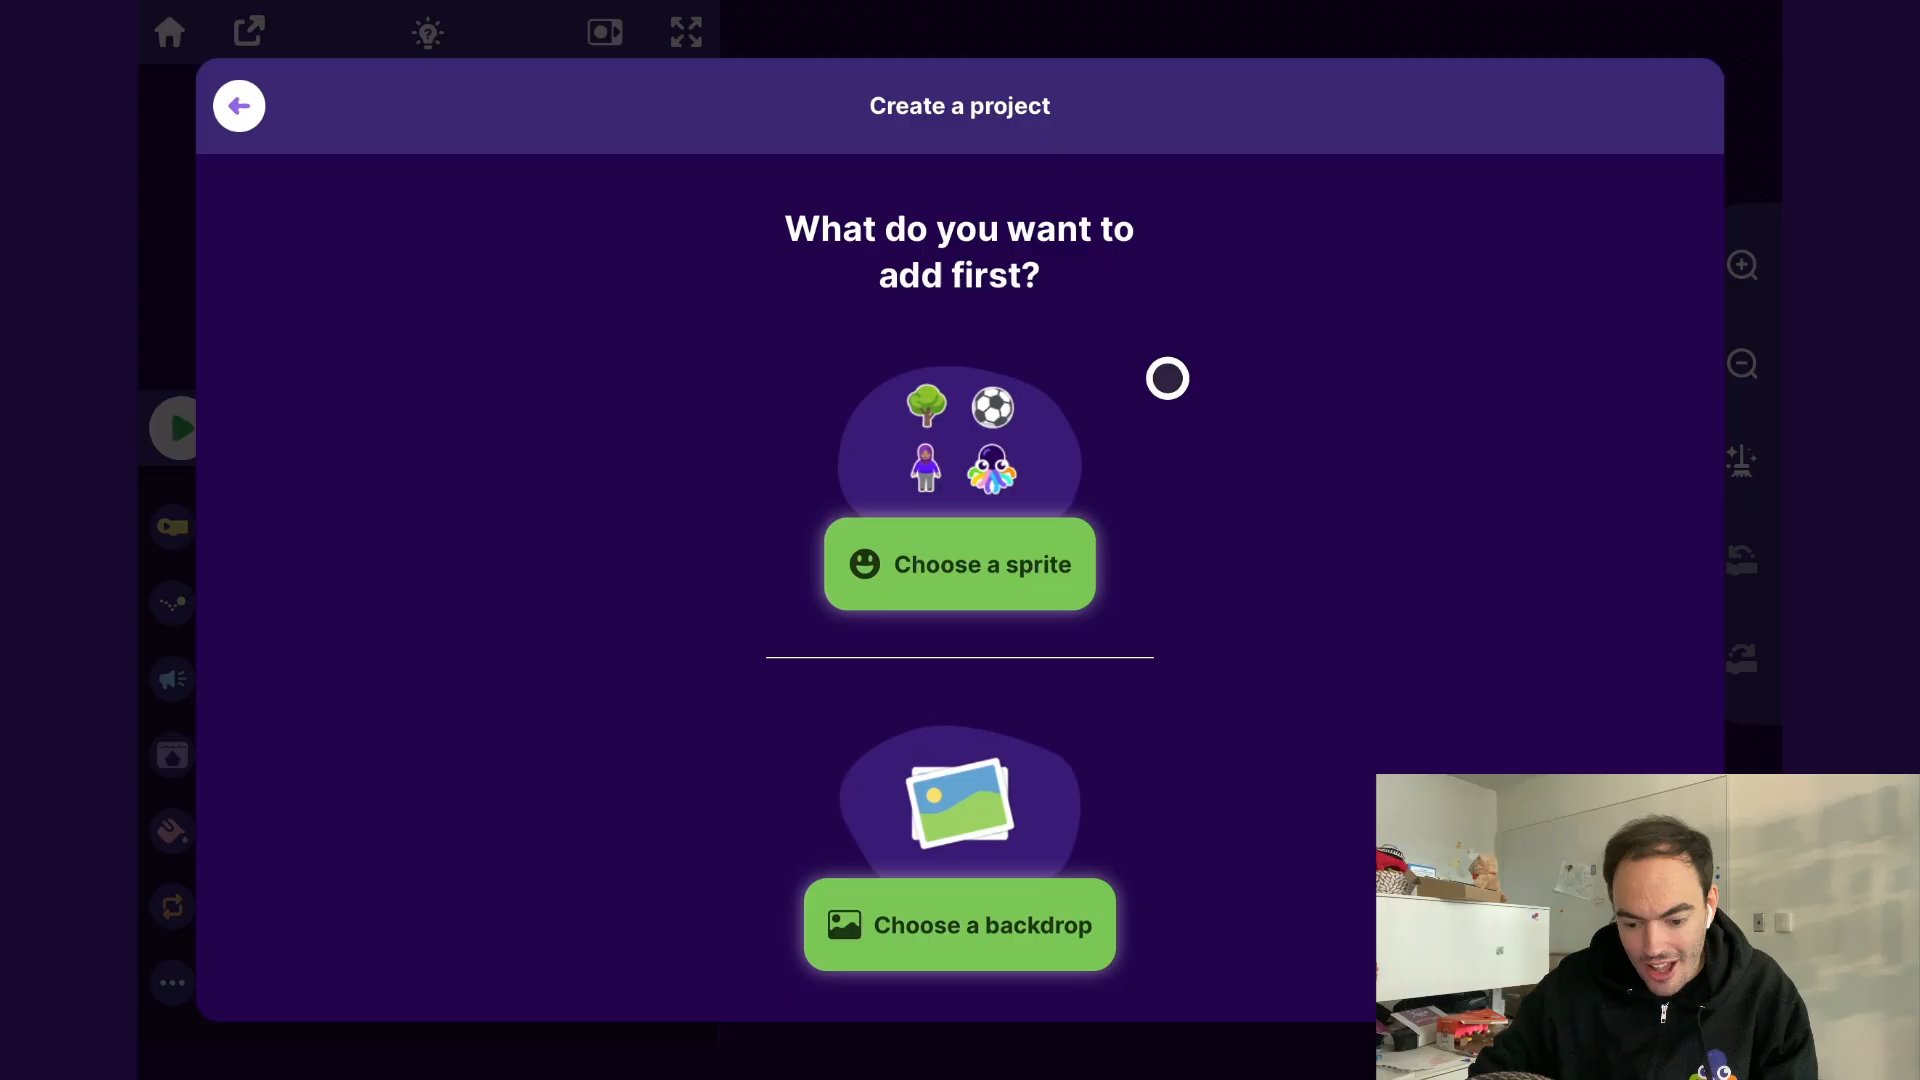 Create a project
What do you want to
add first?
Choose a sprite
Choose a backdrop